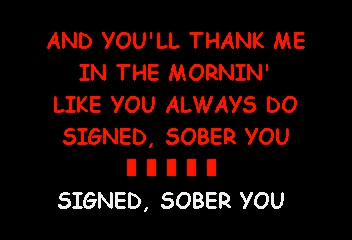 AND YOU'LL THANK ME
IN THE MORNIN'
LIKE YOU ALWAYS DO
SIGNED, SOBER YOU
SIGNED, SOBER YOU